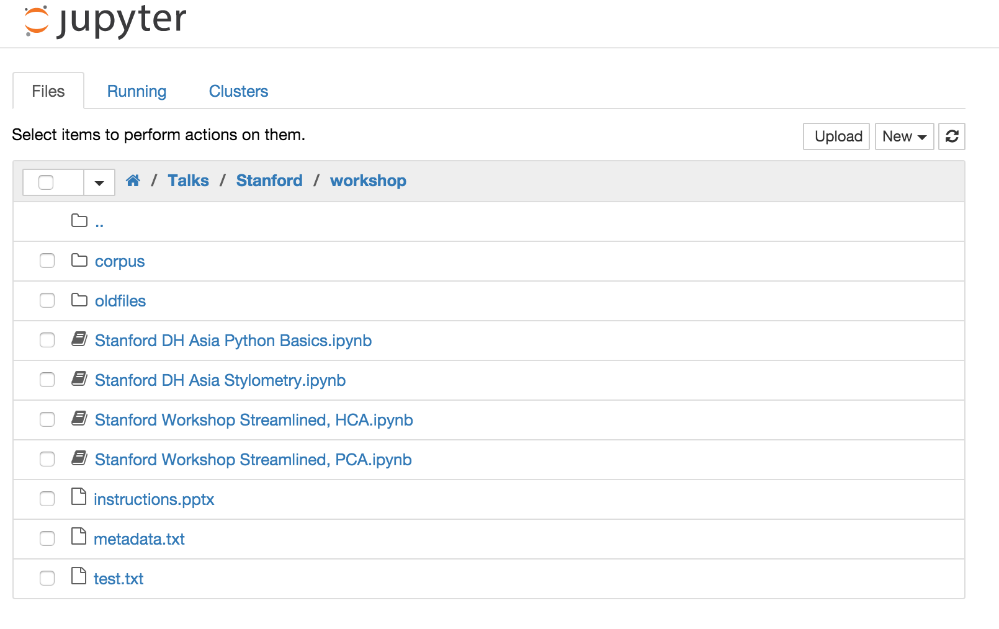 jupyter
Files Running Clusters
Select items to perform actions on them. Upload New
/ Talks / Stanford / workshop
..
corpus
oldfiles
Stanford DH Asia Python Basics.ipynb
Stanford DH Asia Stylometry.ipynb
Stanford Workshop Streamlined, HCA.ipynb
Stanford Workshop Streamlined, PCA.ipynb
instructions.pptx
metadata.txt
test.txt